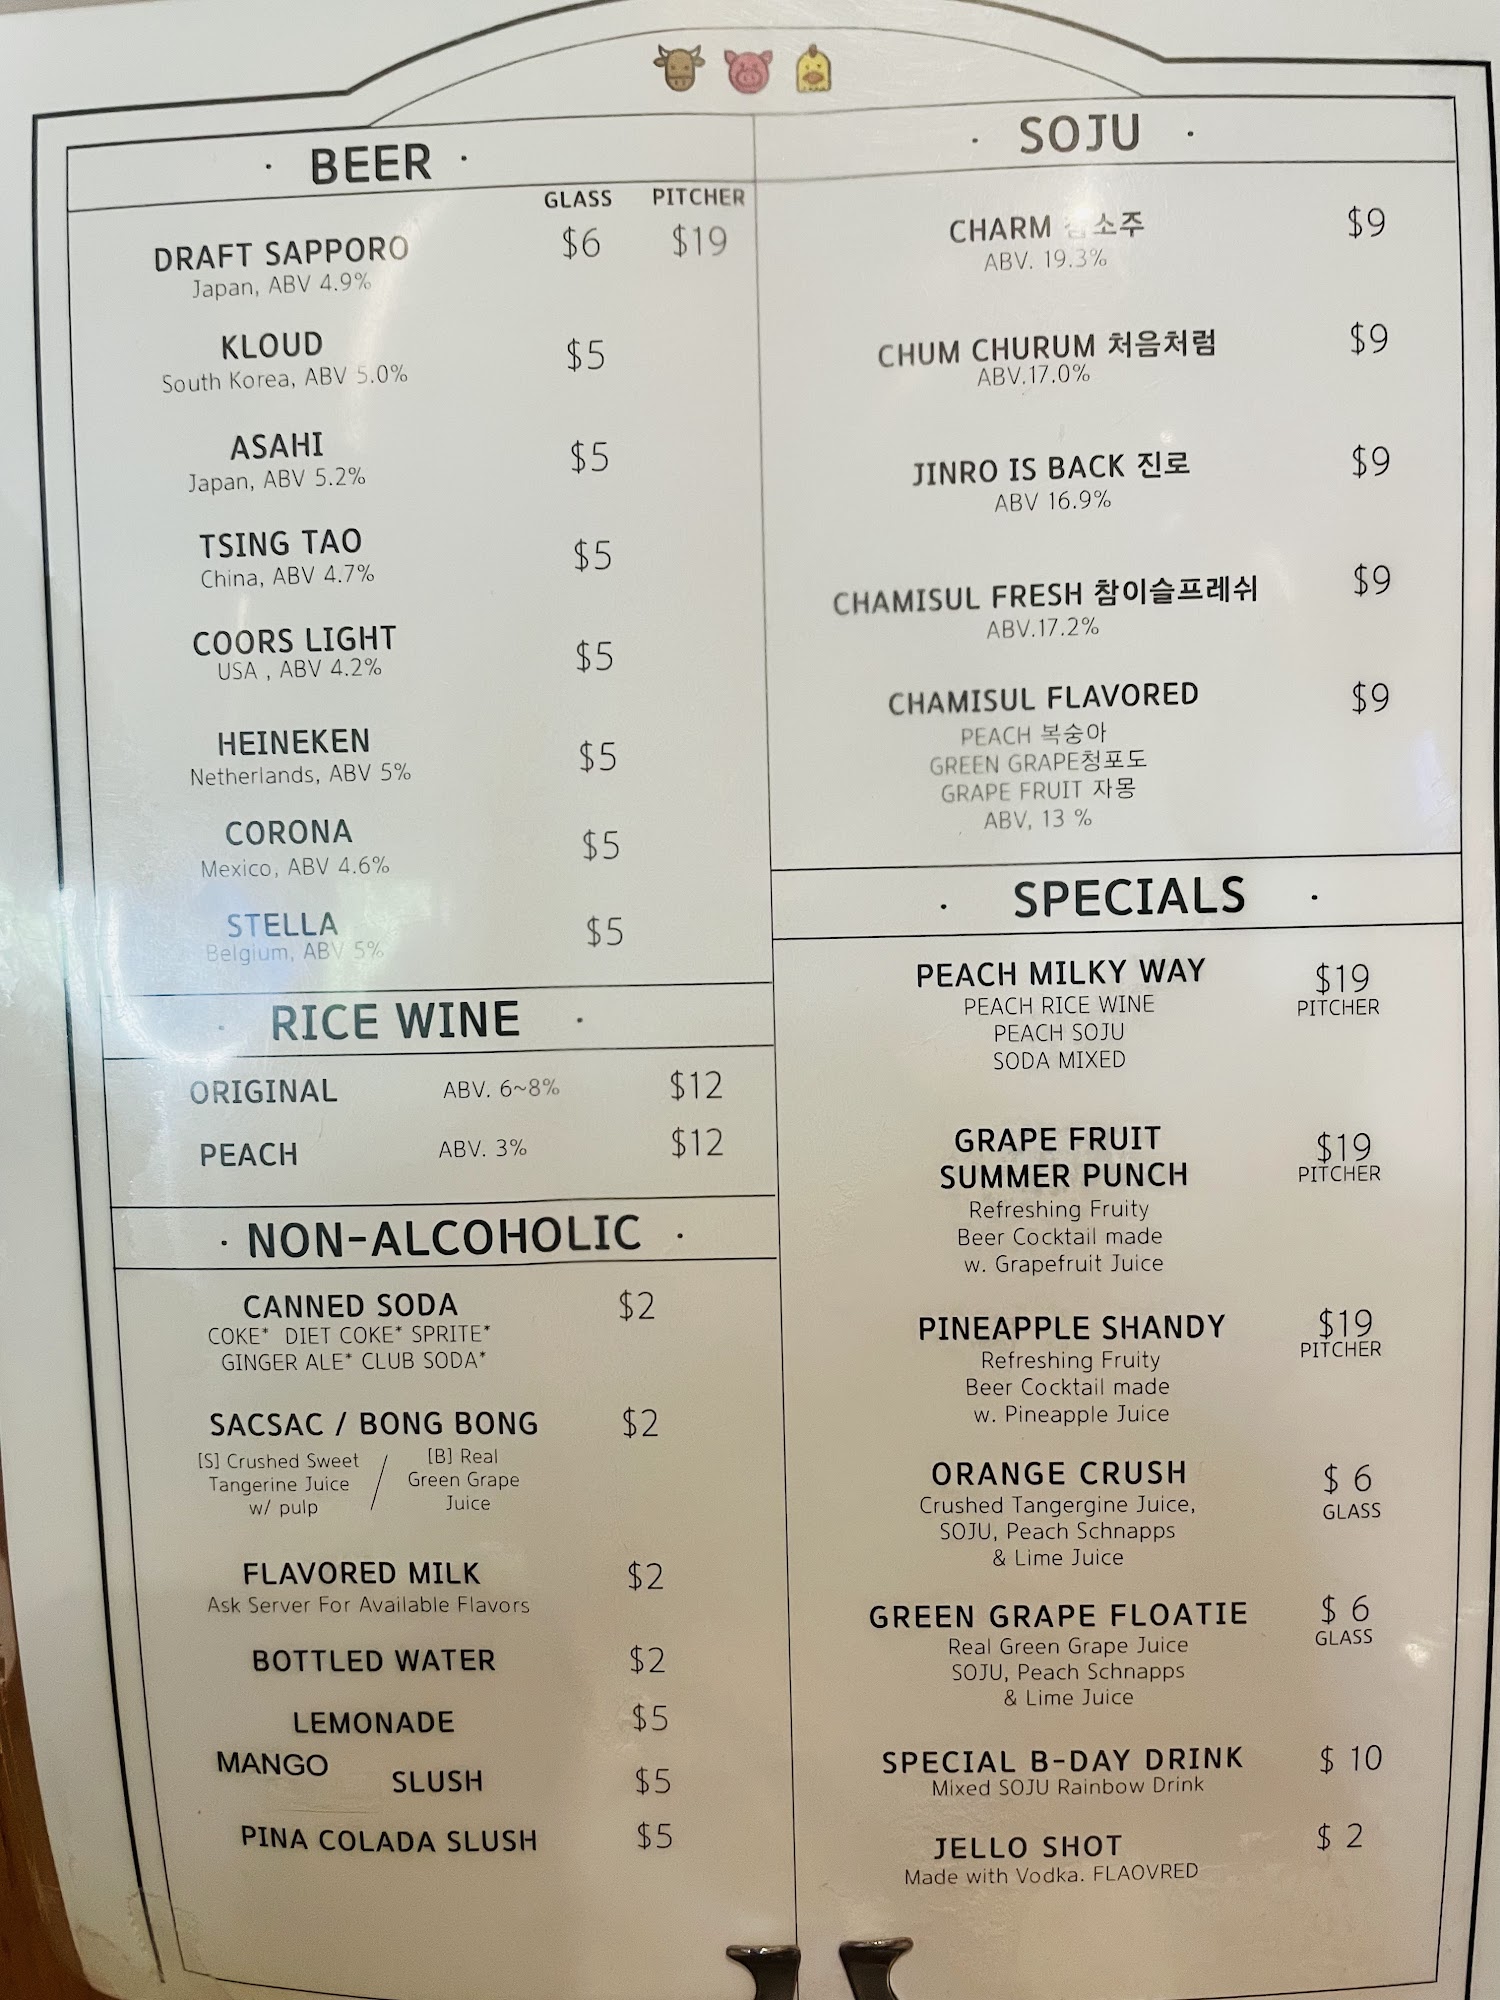 BEER
GLASS PITCHER
DRAFT SAPPORO $6 $19
Japan, ABV 4.9%
KLOUD $5
South Korea, ABV 5.0%
ASAHI $5
Japan, ABV 5.2%
TSING TAO $5
China, ABV 4.7%
COORS LIGHT $5
USA , ABV 4.2%
HEINEKEN $5
Netherlands, ABV 5%
CORONA $5
Mexico, ABV 4.6%
STELLA $5
Belgium, ABV 5%
RICE WINE
ORIGINAL ABV. 6~8% $12
PEACH ABV. 3% $12
NON-ALCOHOLIC
CANNED SODA $2
COKE* DIET COKE* SPRITE*
GINGER ALE* CLUB SODA*
SACSAC / BONG BONG $2
[S] Crushed Sweet
Tangerine Juice
w/ pulp
/
[B] Real
Green Grape
Juice
FLAVORED MILK $2
Ask Server For Available Flavors
BOTTLED WATER $2
LEMONADE $5
MANGO
SLUSH $5
PINA COLADA SLUSH $5
SOJU
CHARM 소주 $9
ABV. 19.3%
CHUM CHURUM 처음처럼 $9
ABV.17.0%
JINRO IS BACK 진로 $9
ABV 16.9%
CHAMISUL FRESH 참이슬프레쉬 $9
ABV.17.2%
CHAMISUL FLAVORED $9
PEACH 복숭아
GREEN GRAPE청포도
GRAPE FRUIT 자몽
ABV, 13 %
SPECIALS
PEACH MILKY WAY $19
PITCHER
PEACH RICE WINE
PEACH SOJU
SODA MIXED
GRAPE FRUIT $19
SUMMER PUNCH PITCHER
Refreshing Fruity
Beer Cocktail made
w. Grapefruit Juice
PINEAPPLE SHANDY $19
PITCHER
Refreshing Fruity
Beer Cocktail made
w. Pineapple Juice
ORANGE CRUSH $ 6
GLASS
Crushed Tangergine Juice,
SOJU, Peach Schnapps
& Lime Juice
GREEN GRAPE FLOATIE $ 6
GLASS
Real Green Grape Juice
SOJU, Peach Schnapps
& Lime Juice
SPECIAL B-DAY DRINK $ 10
Mixed SOJU Rainbow Drink
JELLO SHOT $ 2
Made with Vodka. FLAOVRED